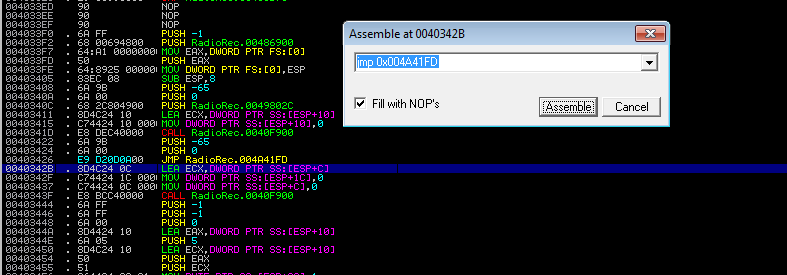 004033ED 90 NOP
004033EE 90 NOP
004033EF 90 NOP
004033F0 . 6A FF PUSH -1
004033F2 . 68 00694800 PUSH RadioRec.00486900
004033F7 . 64:A1 00000000 MOV EAX,DWORD PTR FS:[0]
004033FD . 50 PUSH EAX
004033FE . 64:8925 00000 MOV DWORD PTR FS:[0],ESP
00403405 . 83EC 08 SUB ESP,8
00403408 . 6A 9B PUSH -65
0040340A . 6A 00 PUSH 0
0040340C . 68 2C804900 PUSH RadioRec.0049802C
00403411 . 8D4C24 10 LEA ECX,DWORD PTR SS:[ESP+10]
00403415 . C74424 10 0000 MOV DWORD PTR SS:[ESP+10],0
0040341D . E8 DEC40000 CALL RadioRec.0040F900
00403422 . 6A 9B PUSH -65
00403424 . 6A 00 PUSH 0
00403426 E9 D20D0A00 JMP RadioRec.004A41FD
0040342B . 8D4C24 0C LEA ECX,DWORD PTR SS:[ESP+C]
0040342F . C74424 1C 0000 MOV DWORD PTR SS:[ESP+1C],0
00403437 . C74424 0C 0000 MOV DWORD PTR SS:[ESP+C],0
0040343F . E8 BCC40000 CALL RadioRec.0040F900
00403444 . 6A FF PUSH -1
00403446 . 6A FF PUSH -1
00403448 . 6A 00 PUSH 0
0040344A . 8D4424 10 LEA EAX,DWORD PTR SS:[ESP+10]
0040344E . 6A 05 PUSH 5
00403450 . 8D4C24 10 LEA ECX,DWORD PTR SS:[ESP+10]
00403454 . 50 PUSH EAX
00403455 . 51 PUSH ECX
Assemble at 0040342B
jmp 0x004A41FD
Fill with NOP's
Assemble
Cancel